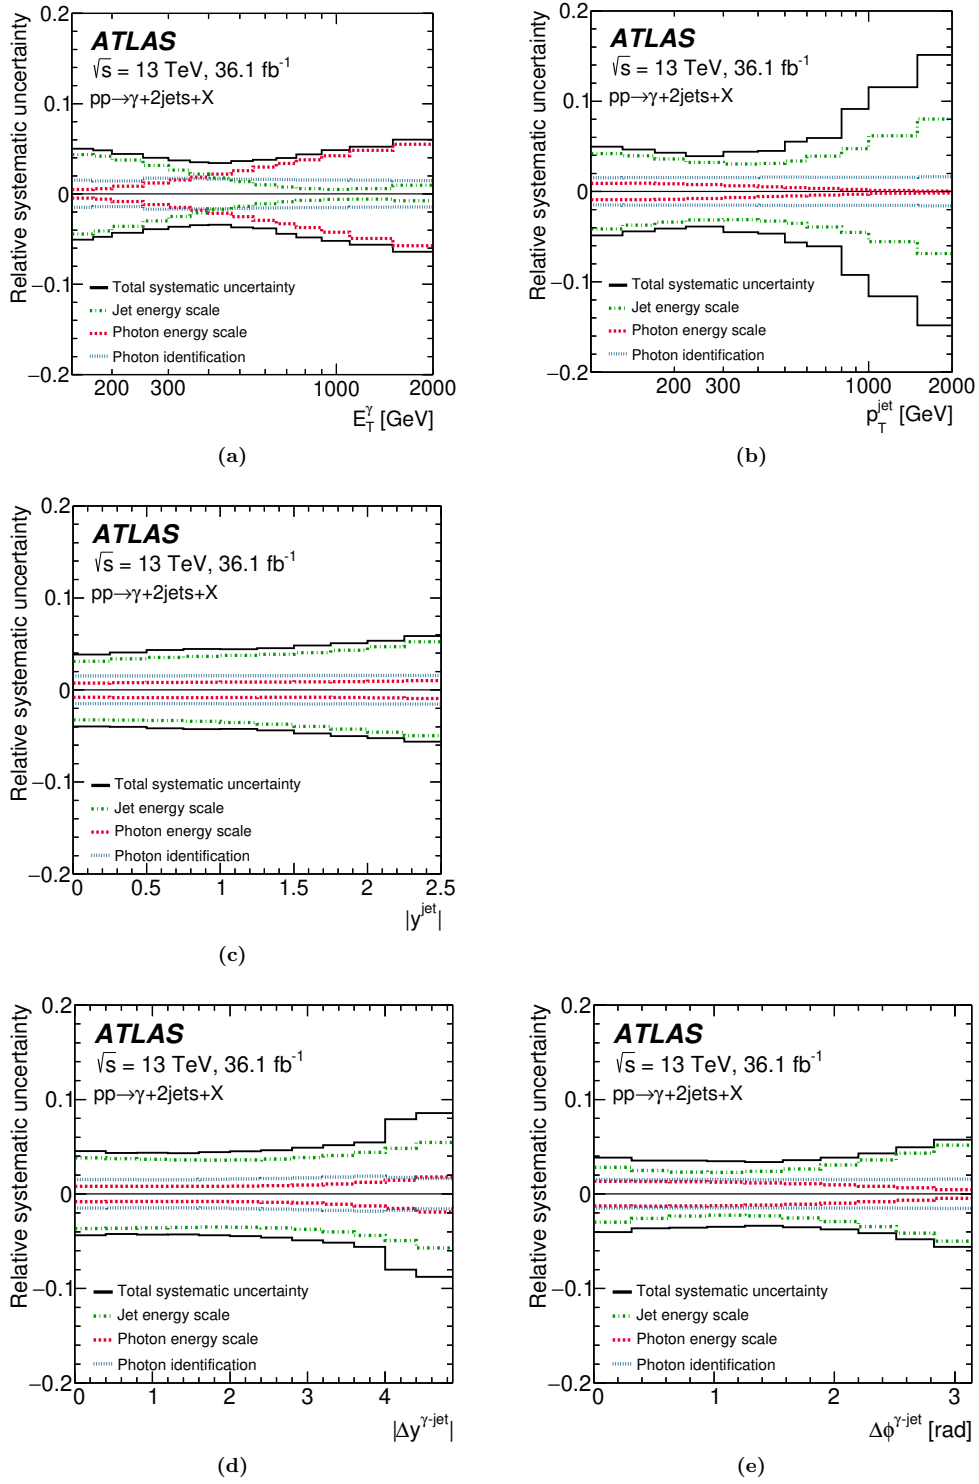 Relative systematic uncertainty
0.2
0.1
0
−0.1
−0.2
ATLAS
√s = 13 TeV, 36.1 fb⁻¹
pp→γ+2jets+X
Total systematic uncertainty
Jet energy scale
Photon energy scale
Photon identification
200 300 1000 2000
E_T^γ [GeV]
(a)
Relative systematic uncertainty
0.2
0.1
0
−0.1
−0.2
ATLAS
√s = 13 TeV, 36.1 fb⁻¹
pp→γ+2jets+X
Total systematic uncertainty
Jet energy scale
Photon energy scale
Photon identification
200 300 1000 2000
p_T^jet [GeV]
(b)
Relative systematic uncertainty
0.2
0.1
0
−0.1
−0.2
ATLAS
√s = 13 TeV, 36.1 fb⁻¹
pp→γ+2jets+X
Total systematic uncertainty
Jet energy scale
Photon energy scale
Photon identification
0 0.5 1 1.5 2 2.5
|y^jet|
(c)
Relative systematic uncertainty
0.2
0.1
0
−0.1
−0.2
ATLAS
√s = 13 TeV, 36.1 fb⁻¹
pp→γ+2jets+X
Total systematic uncertainty
Jet energy scale
Photon energy scale
Photon identification
0 1 2 3 4
|Δy^γ-jet|
(d)
Relative systematic uncertainty
0.2
0.1
0
−0.1
−0.2
ATLAS
√s = 13 TeV, 36.1 fb⁻¹
pp→γ+2jets+X
Total systematic uncertainty
Jet energy scale
Photon energy scale
Photon identification
0 1 2 3
Δϕ^γ-jet [rad]
(e)